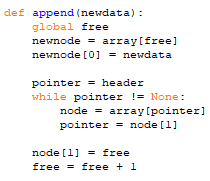 def append(newdata):
    global free
    newnode = array[free]
    newnode[0] = newdata

    pointer = header
    while pointer != None:
        node = array[pointer]
        pointer = node[1]

    node[1] = free
    free = free + 1